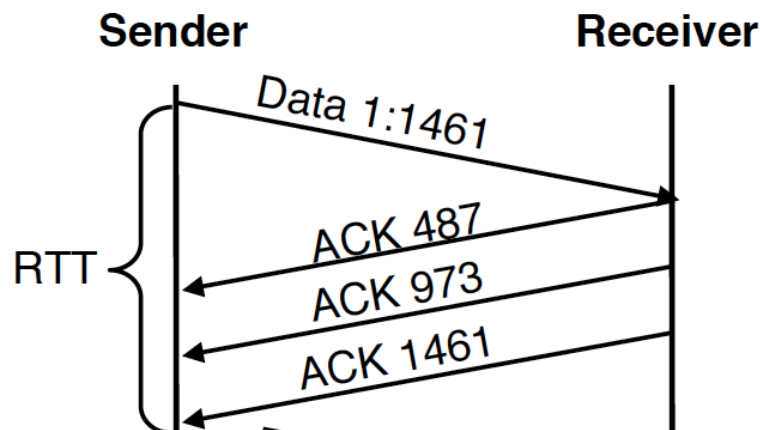 Sender
Receiver
Data 1:1461
ACK 487
RTT
ACK 973
ACK 1461